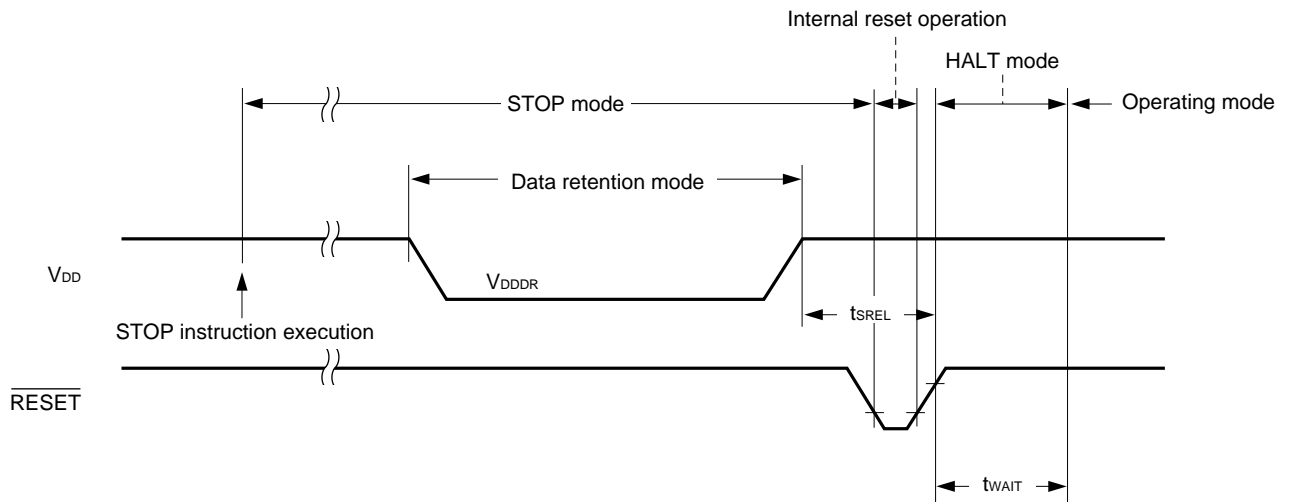 Internal reset operation
HALT mode
STOP mode
Operating mode
Data retention mode
VDD
VDDDR
tSREL
STOP instruction execution
RESET
tWAIT